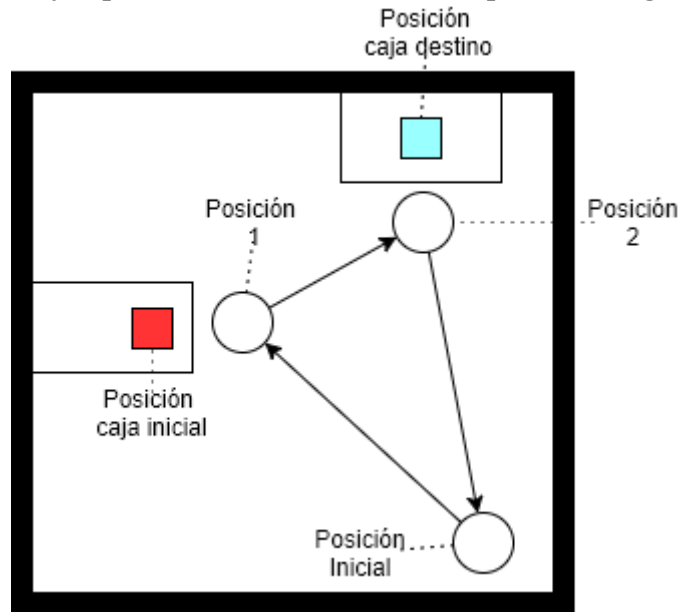 Posición
caja destino
Posición
1
Posición
2
Posición
caja inicial
Posición
Inicial